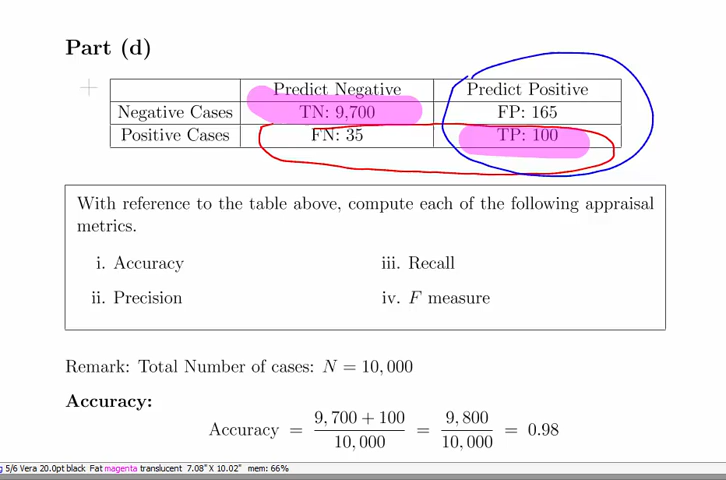 Part (d)
Predict Negative Predict Positive
Negative Cases TN: 9,700 FP: 165
Positive Cases FN: 35 TP: 100
With reference to the table above, compute each of the following appraisal
metrics.
i. Accuracy iii. Recall
ii. Precision iv. F measure
Remark: Total Number of cases: N = 10,000
Accuracy:
Accuracy = 9,700 + 100 / 10,000 = 9,800 / 10,000 = 0.98
g 5/6 Vera 20.0pt black Fat magenta translucent 7.08" X 10.02" mem: 66%